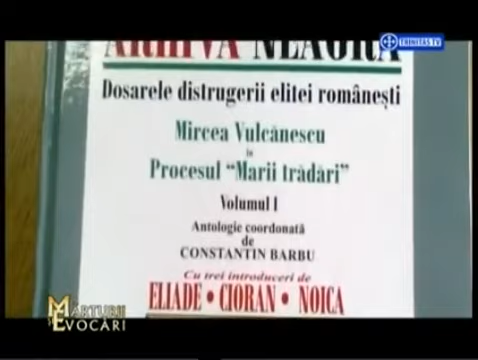 TRINITAS TV
ARHIVA NEAGRĂ
Dosarele distrugerii elitei românești
Mircea Vulcănescu
în
Procesul "Marii trădări"
Volumul I
Antologie coordonată
de
CONSTANTIN BARBU
Cu trei introduceri de
ELIADE • CIORAN • NOICA
MĂRTURII
ȘI EVOCĂRI